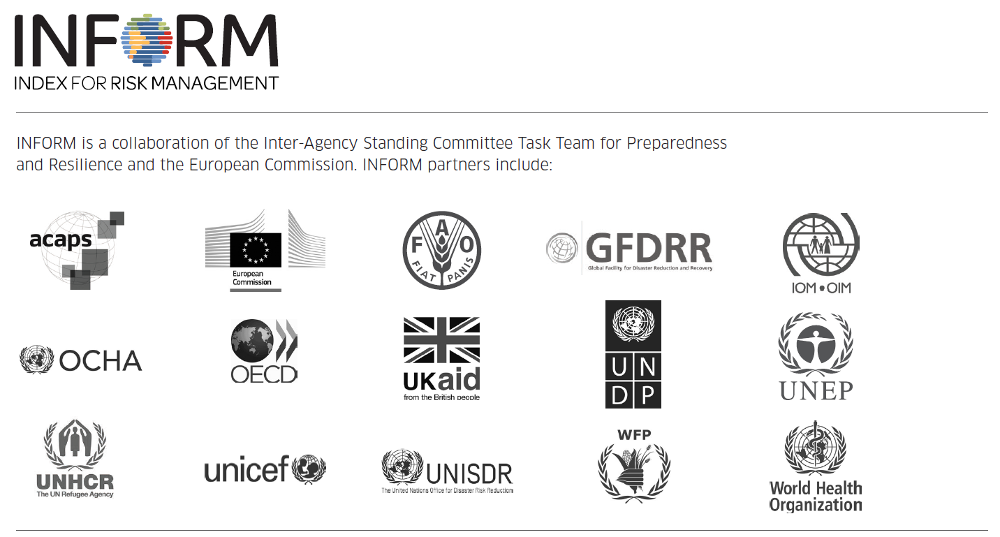 INFORM
INDEX FOR RISK MANAGEMENT
INFORM is a collaboration of the Inter-Agency Standing Committee Task Team for Preparedness
and Resilience and the European Commission. INFORM partners include:
acaps
European
Commission
F A O
FIAT PANIS
GFDRR
Global Facility for Disaster Reduction and Recovery
IOM • OIM
OCHA
OECD
UKaid
from the British people
UN
DP
UNEP
UNHCR
The UN Refugee Agency
unicef
UNISDR
The United Nations Office for Disaster Risk Reduction
WFP
World Health
Organization